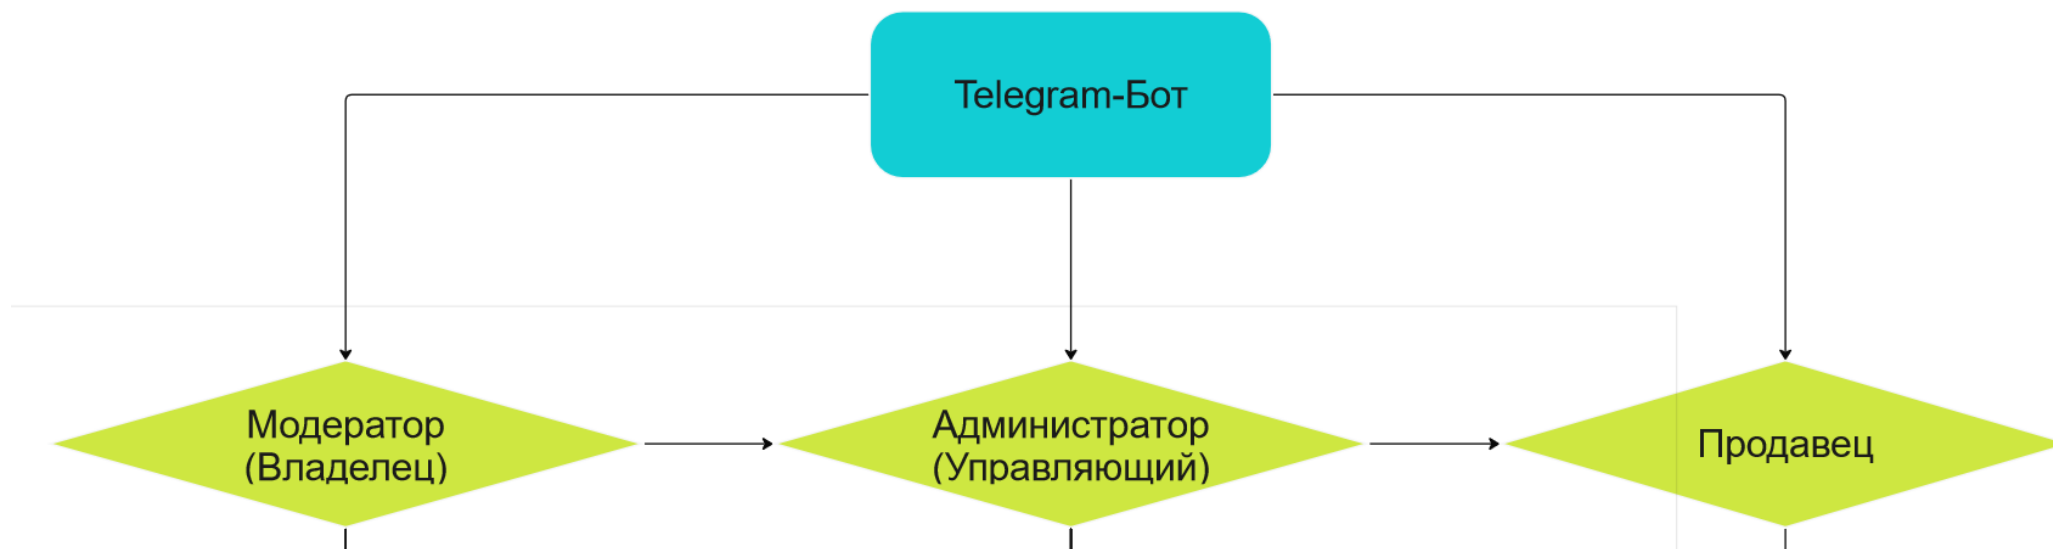 Telegram-Бот
Модератор
(Владелец)
Администратор
(Управляющий)
Продавец